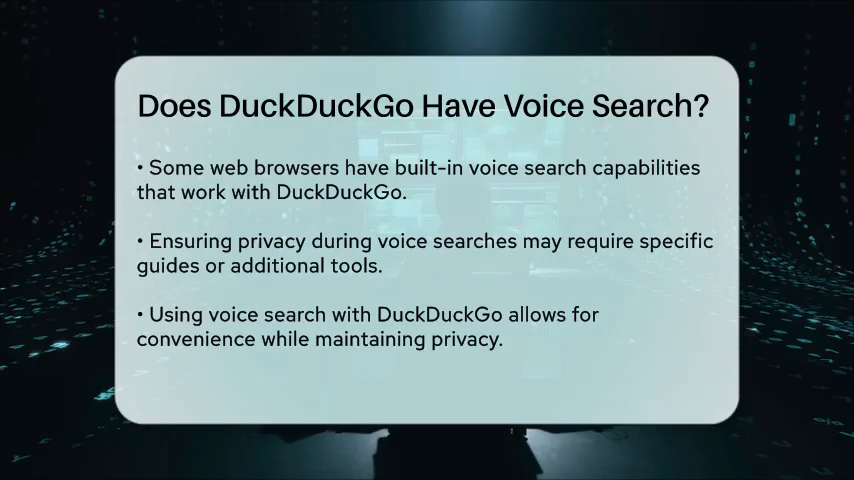 Does DuckDuckGo Have Voice Search?
• Some web browsers have built-in voice search capabilities
that work with DuckDuckGo.
• Ensuring privacy during voice searches may require specific
guides or additional tools.
• Using voice search with DuckDuckGo allows for
convenience while maintaining privacy.